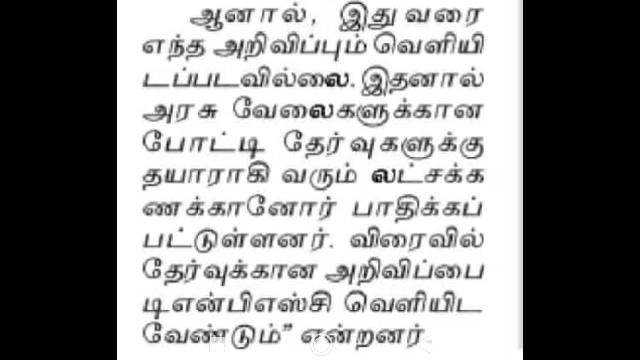 ஆனால், இதுவரை
எந்த அறிவிப்பும் வெளியி
டப்படவில்லை. இதனால்
அரசு வேலைகளுக்கான
போட்டி தேர்வுகளுக்கு
தயாராகி வரும் லட்சக்க
ணக்கானோர் பாதிக்கப்
பட்டுள்ளனர். விரைவில்
தேர்வுக்கான அறிவிப்பை
டிஎன்பிஎஸ்சி வெளியிட
வேண்டும்” என்றனர்.